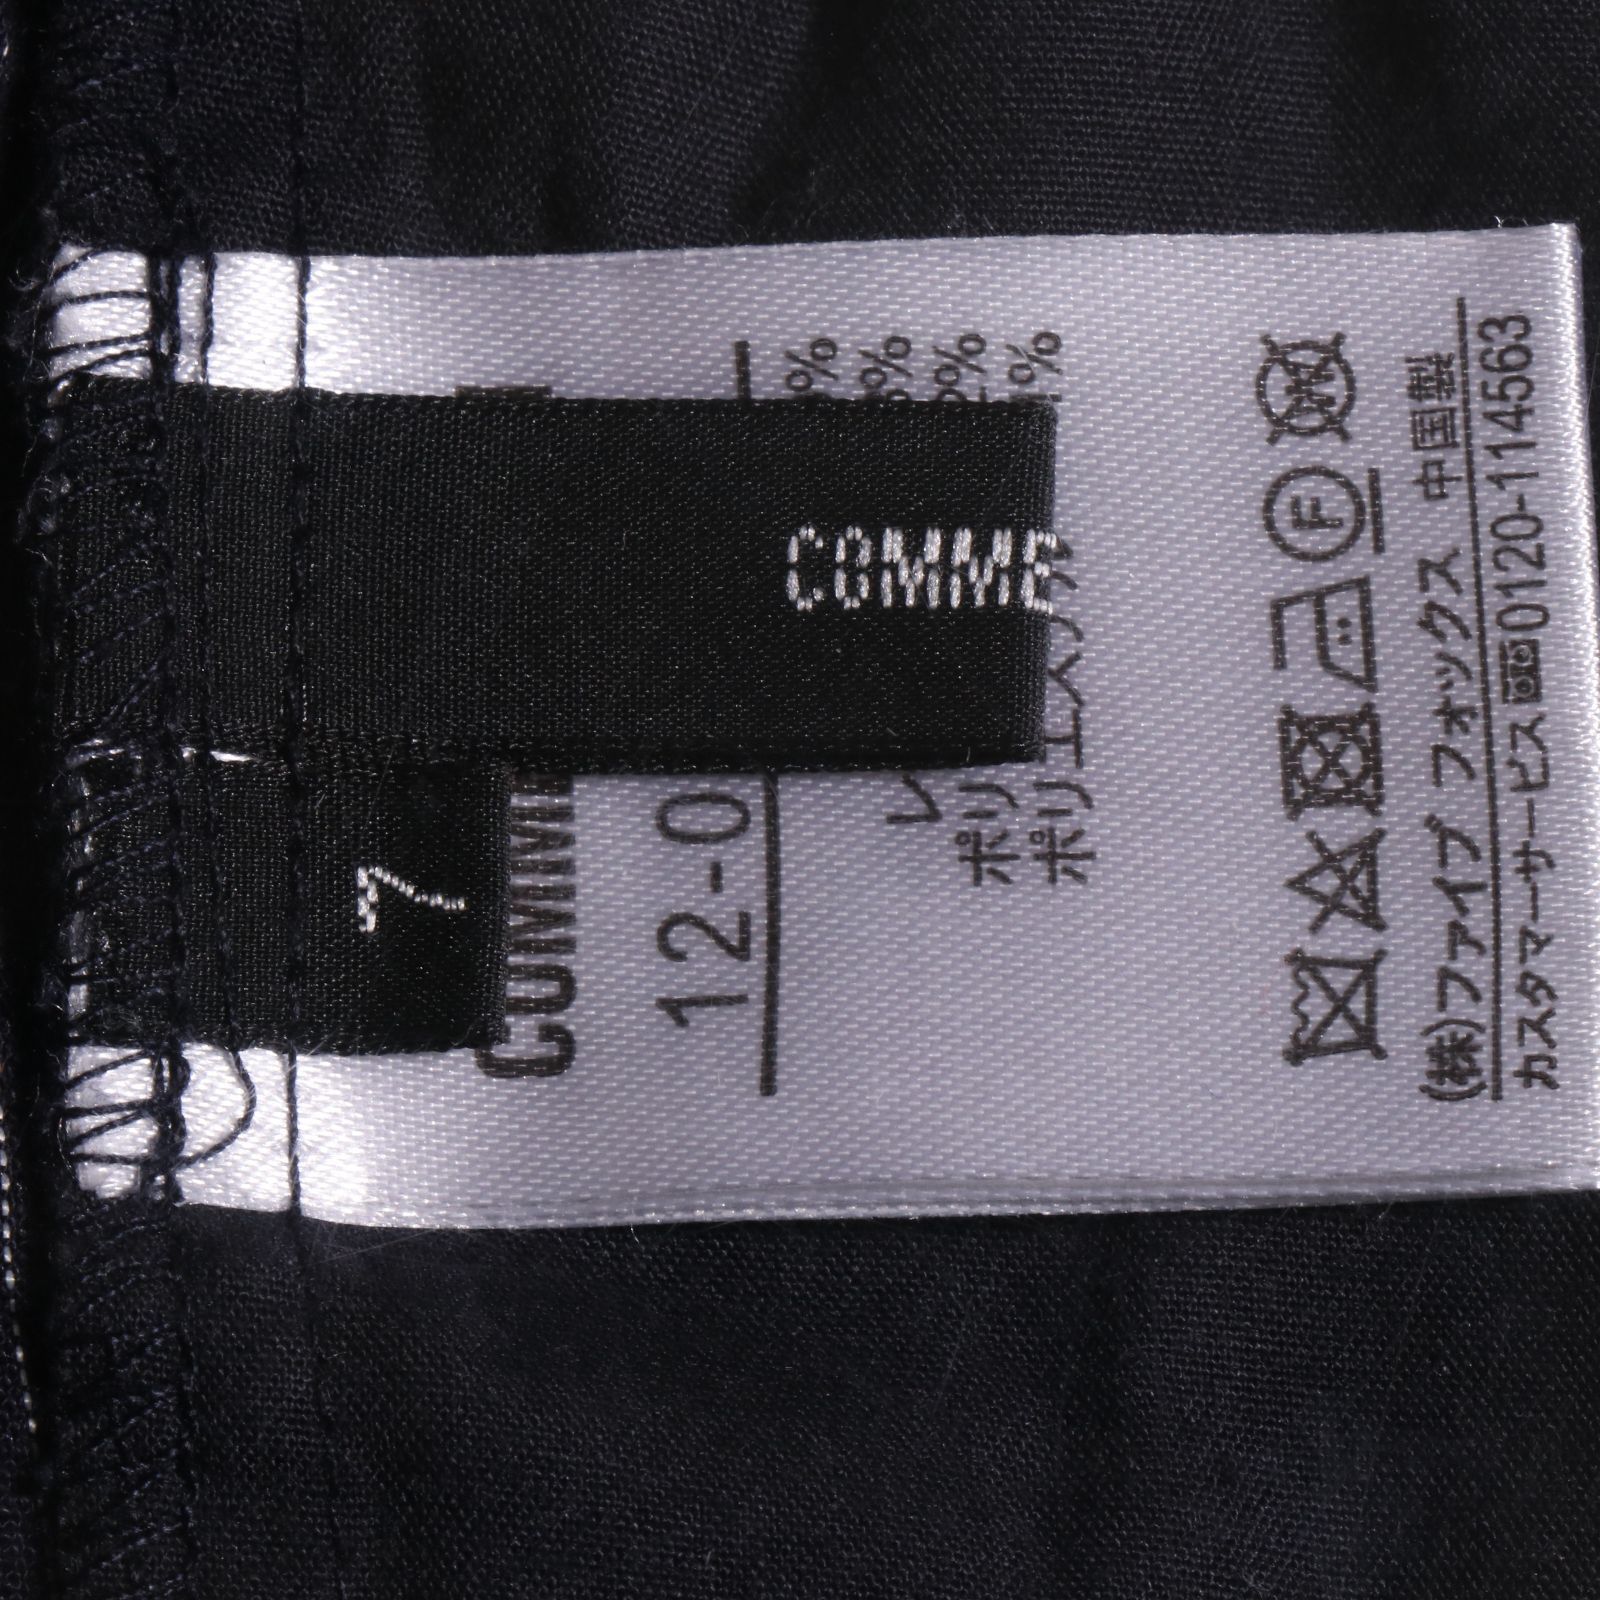 COMME
7
COMM
12-0
%
%
%
%
レ
ポリ
ポリエステル
F
(株)ファイブ フォックス 中国製
カスタマーサービス 0120-114563